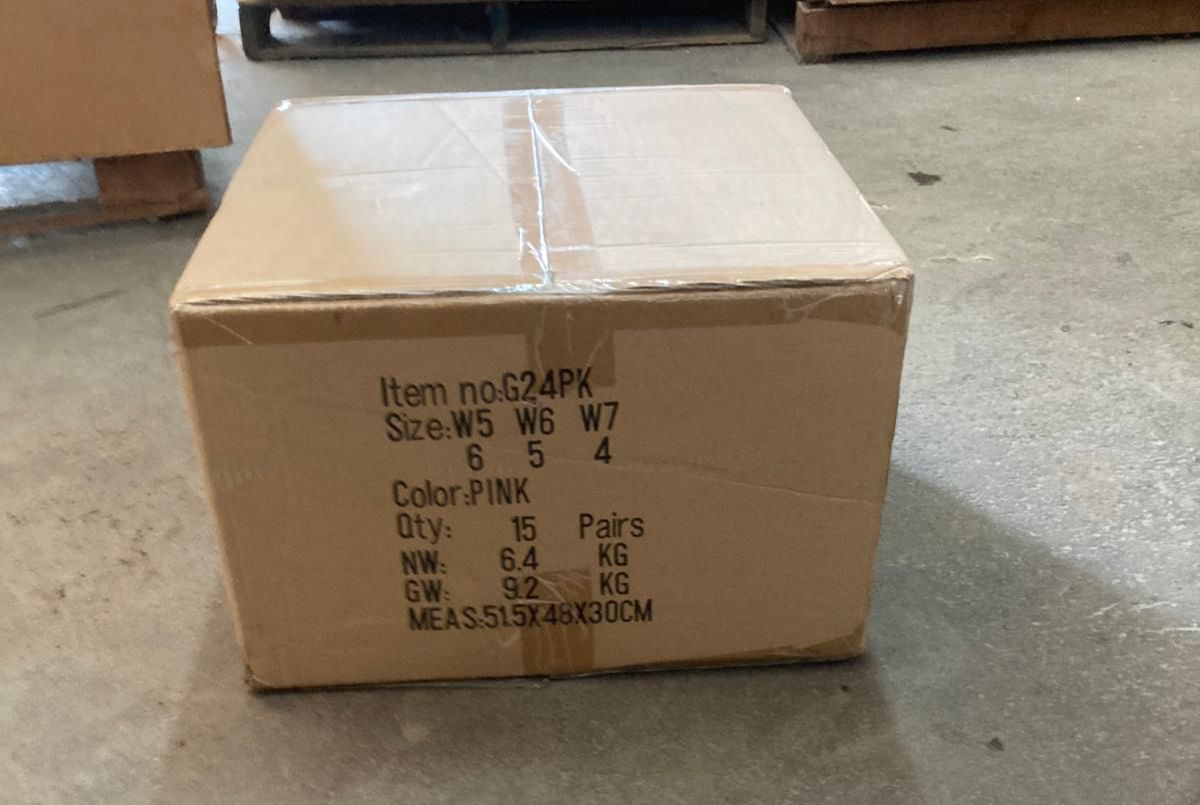 Item no:G24PK
Size:W5 W6 W7
6 5 4
Color:PINK
Qty: 15 Pairs
NW: 6.4 KG
GW: 9.2 KG
MEAS:51.5X48X30CM